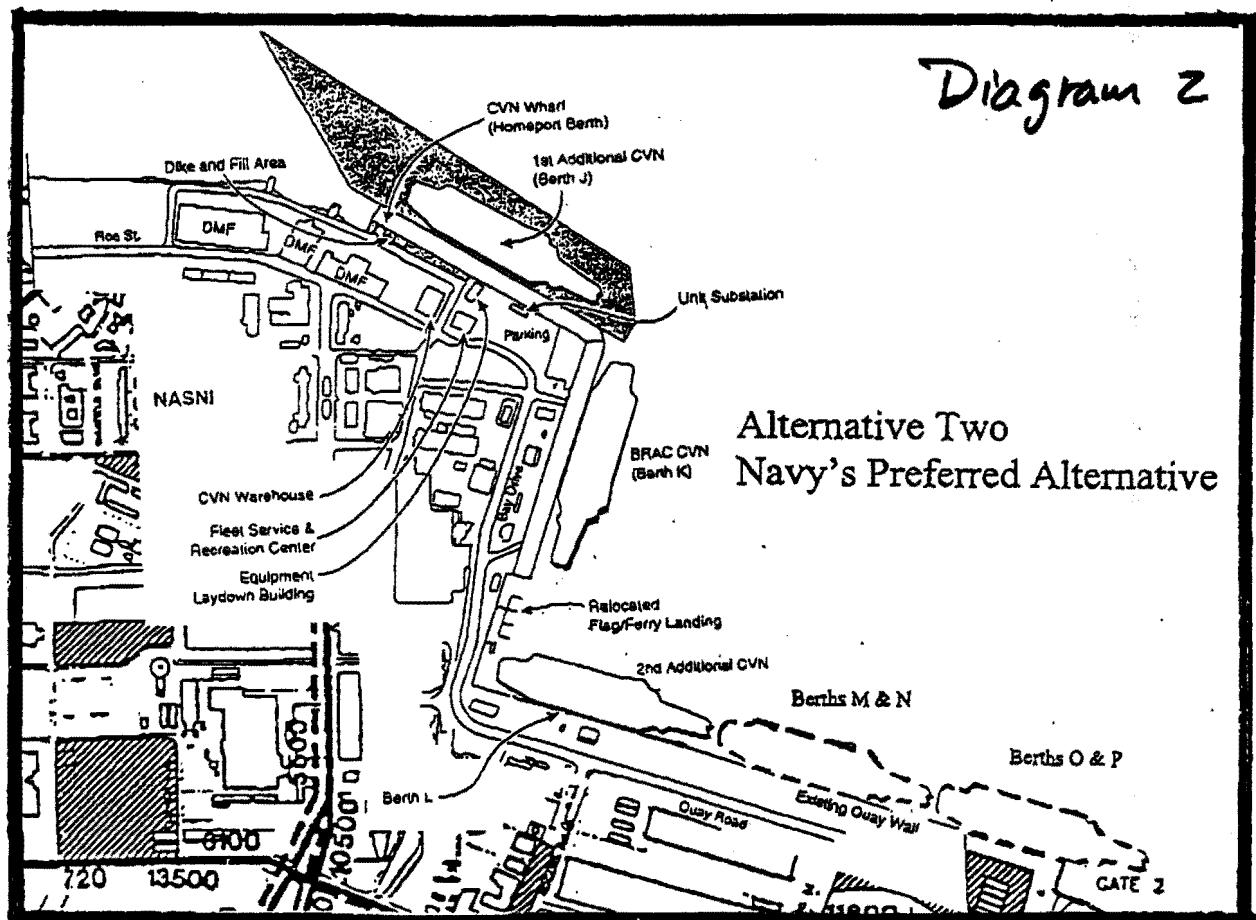 Diagram 2
CVN Wharf
(Homeport Berth)
1st Additional CVN
(Berth J)
Dike and Fill Area
Roe St.
DMF
DMF
DMF
Unit Substation
Parking
NASNI
Alternative Two
Navy's Preferred Alternative
BRAC CVN
(Berth K)
CVN Warehouse
Bay Drive
Fleet Service &
Recreation Center
Equipment
Laydown Building
Relocated
Flag/Ferry Landing
2nd Additional CVN
Berths M & N
Berths O & P
Berth L
Existing Quay Wall
Quay Road
GATE 2
720
13500
10500